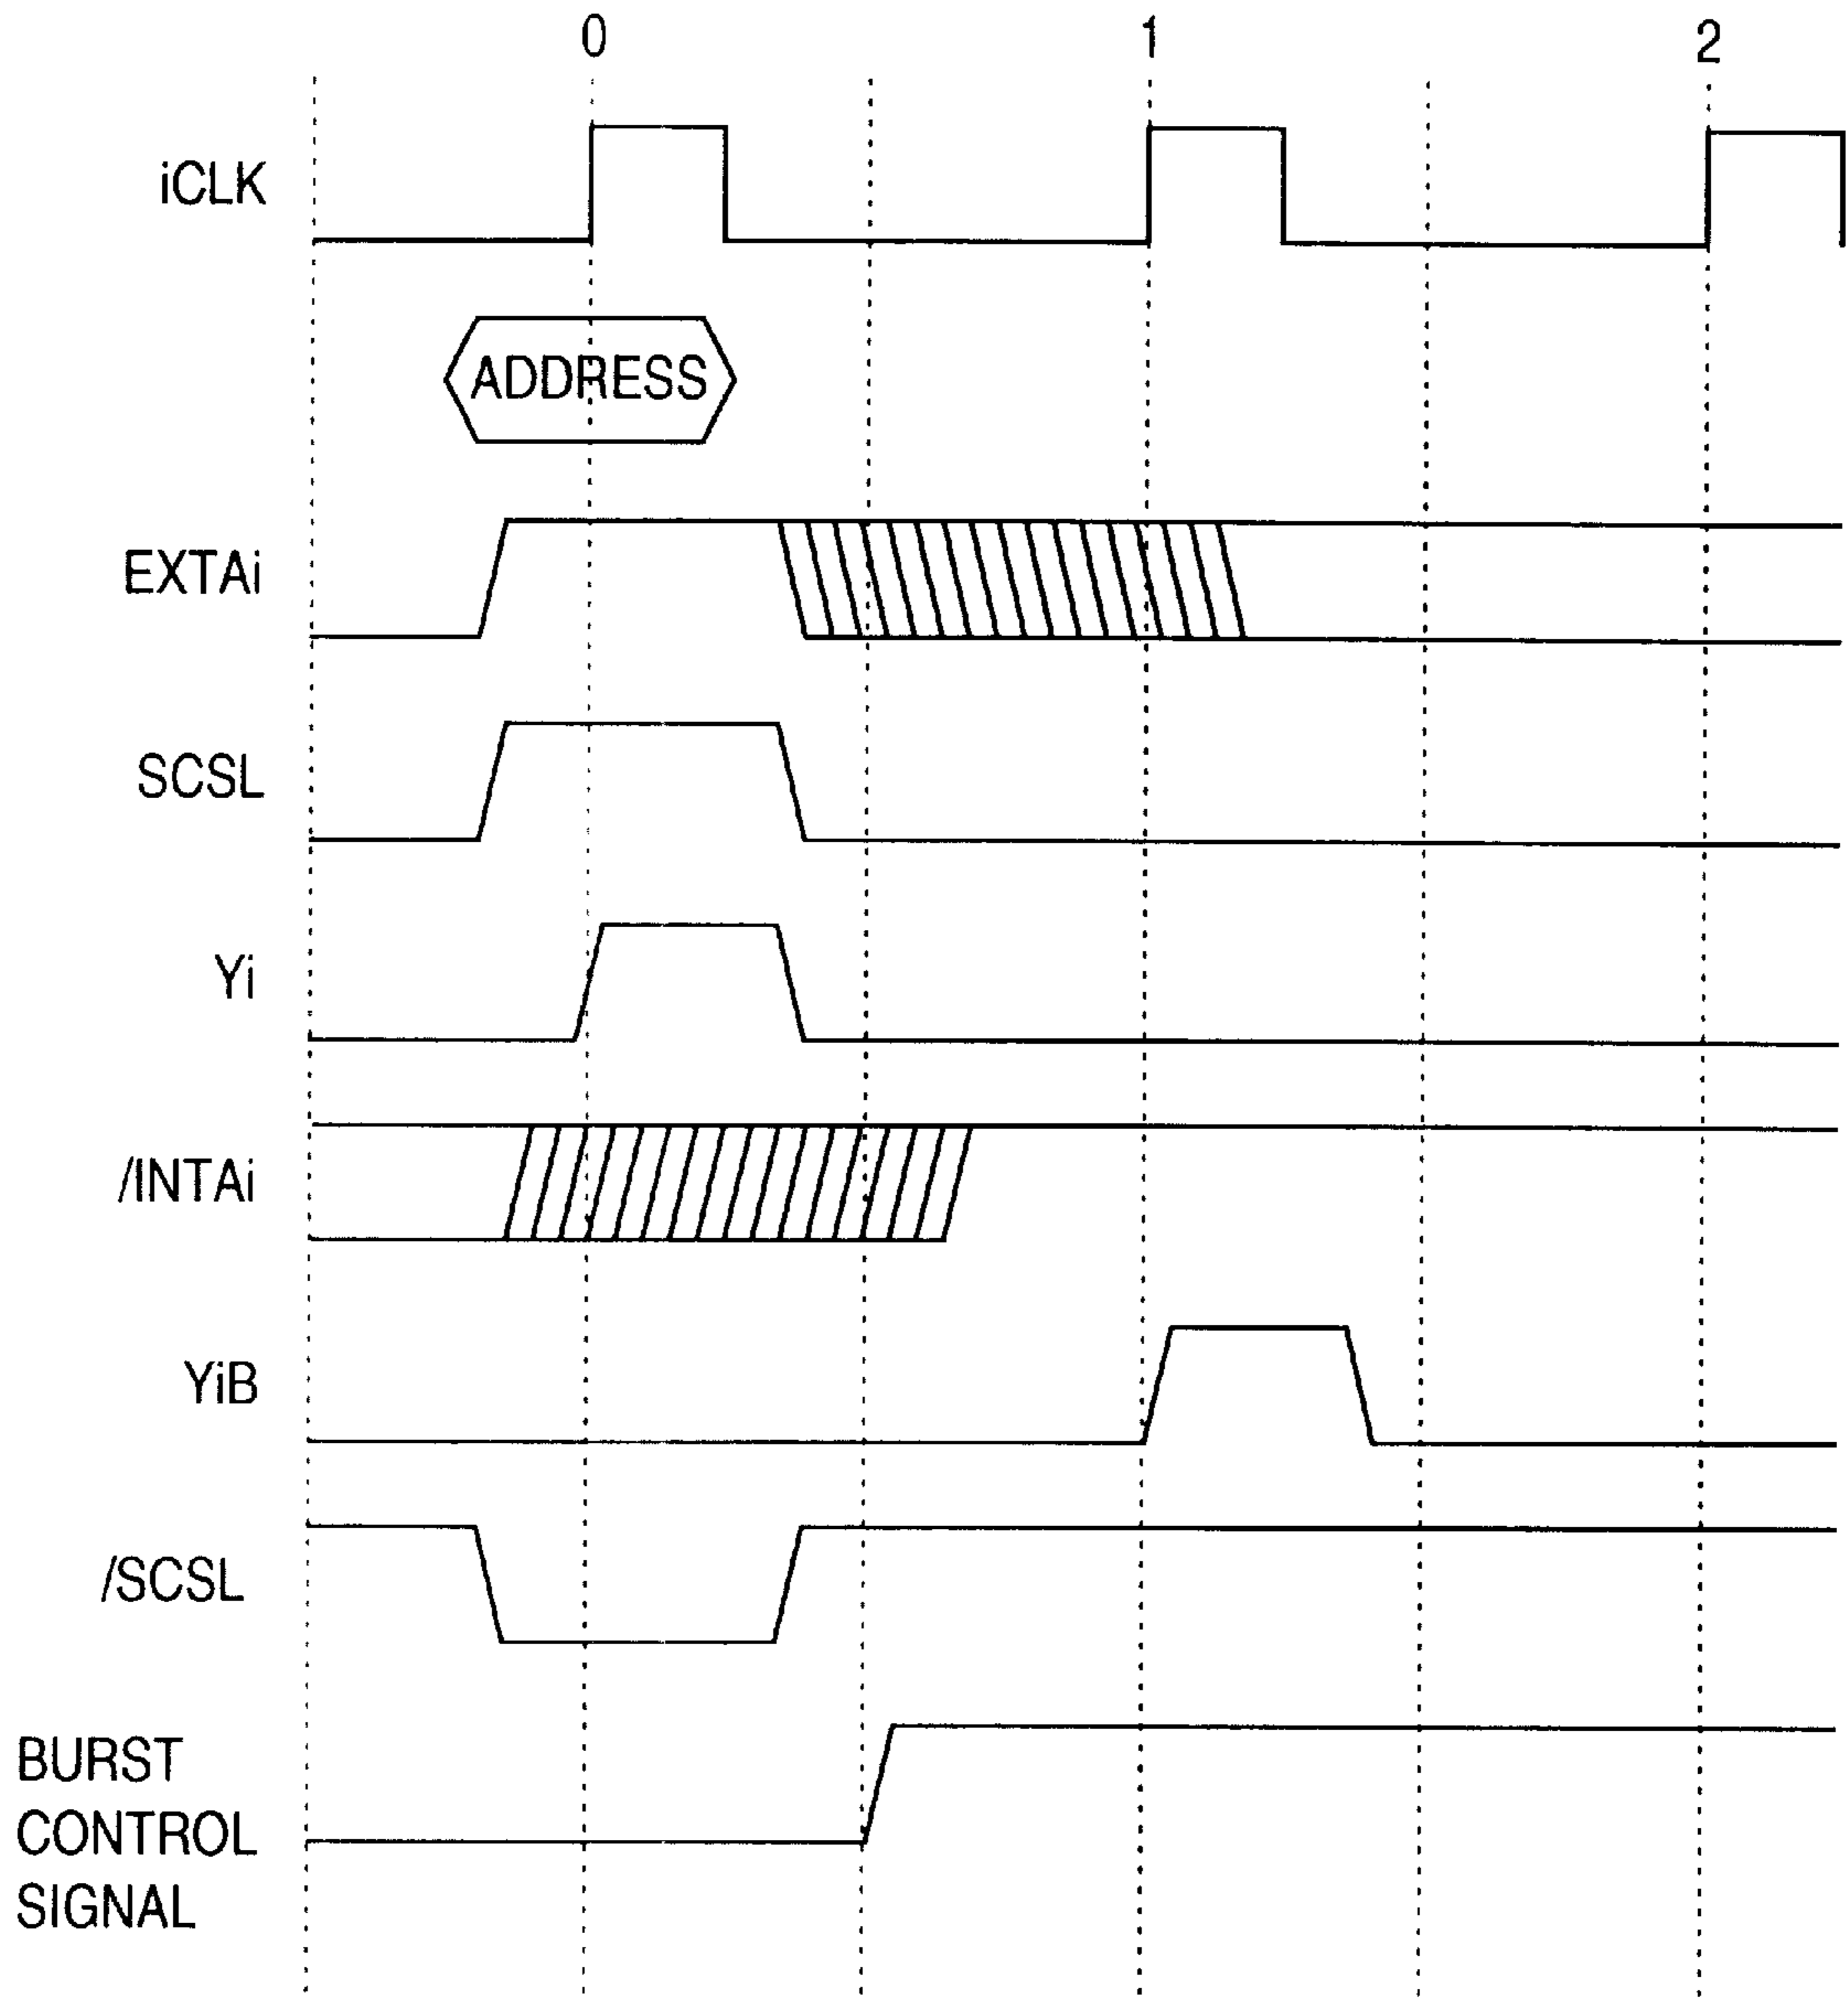 0 1 2
iCLK
ADDRESS
EXTAi
SCSL
Yi
/INTAi
YiB
/SCSL
BURST
CONTROL
SIGNAL